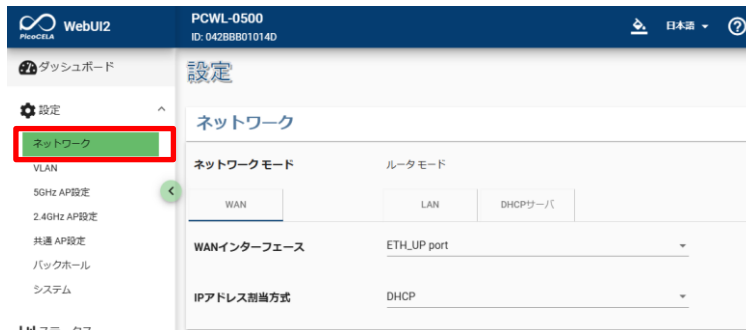 PicoCELA WebUI2
PCWL-0500
ID: 042BBB01014D
日本語
ダッシュボード
設定
ネットワーク
VLAN
5GHz AP設定
2.4GHz AP設定
共通 AP設定
バックホール
システム
設定
ネットワーク
ネットワークモード ルータモード
WAN LAN DHCPサーバ
WANインターフェース ETH_UP port
IPアドレス割当方式 DHCP